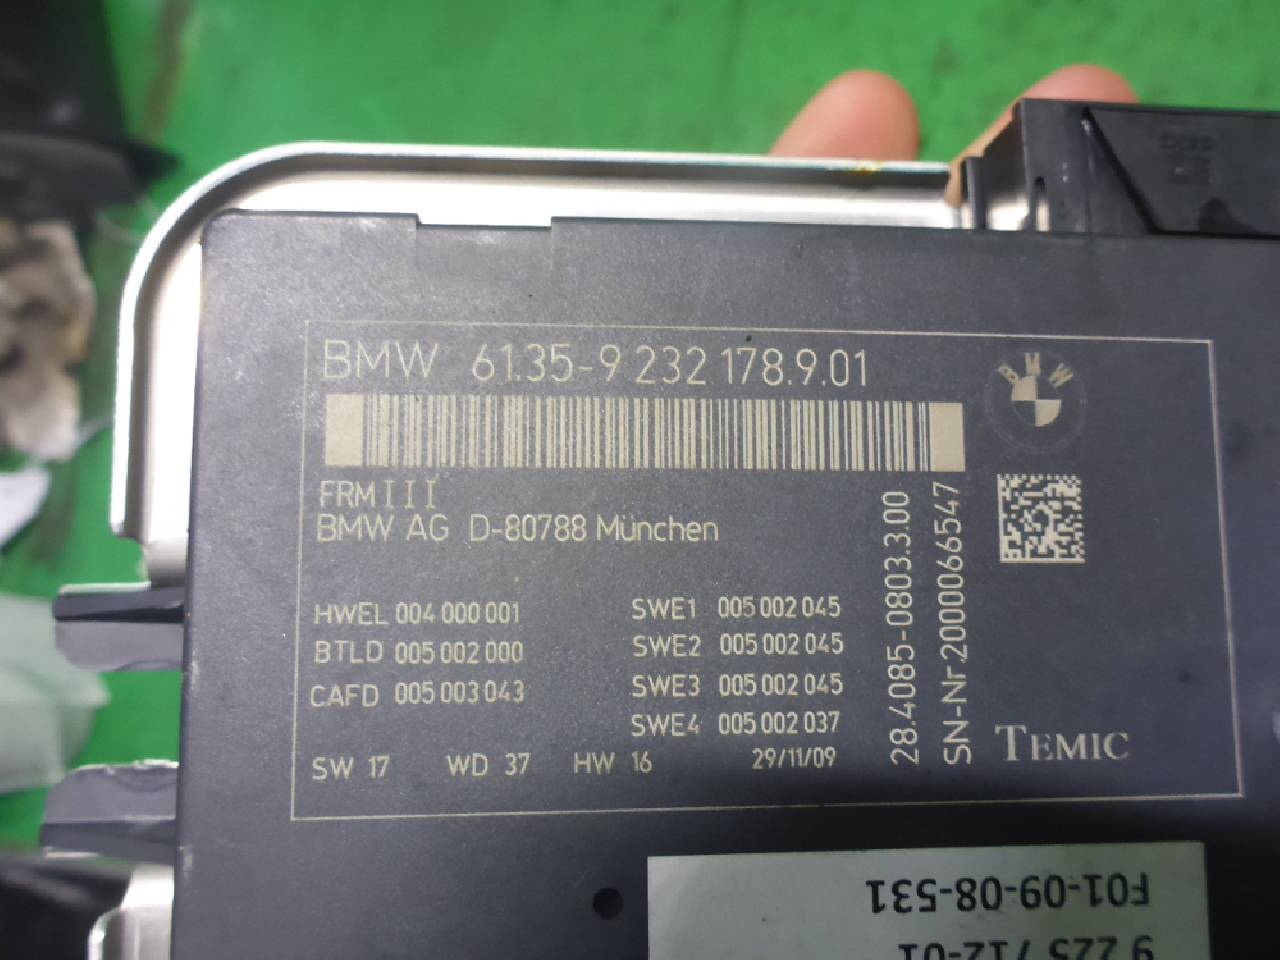 BMW 61.35-9 232 178.9.01
BMW
FRM III
BMW AG D-80788 München
HWEL 004 000 001
BTLD 005 002 000
CAFD 005 003 043
SWE1 005 002 045
SWE2 005 002 045
SWE3 005 002 045
SWE4 005 002 037
SW 17 WD 37 HW 16 29/11/09
28.4085-0803.3.00
SN-Nr.2000066547
TEMIC
F01-09-08-531
9 225 712-01